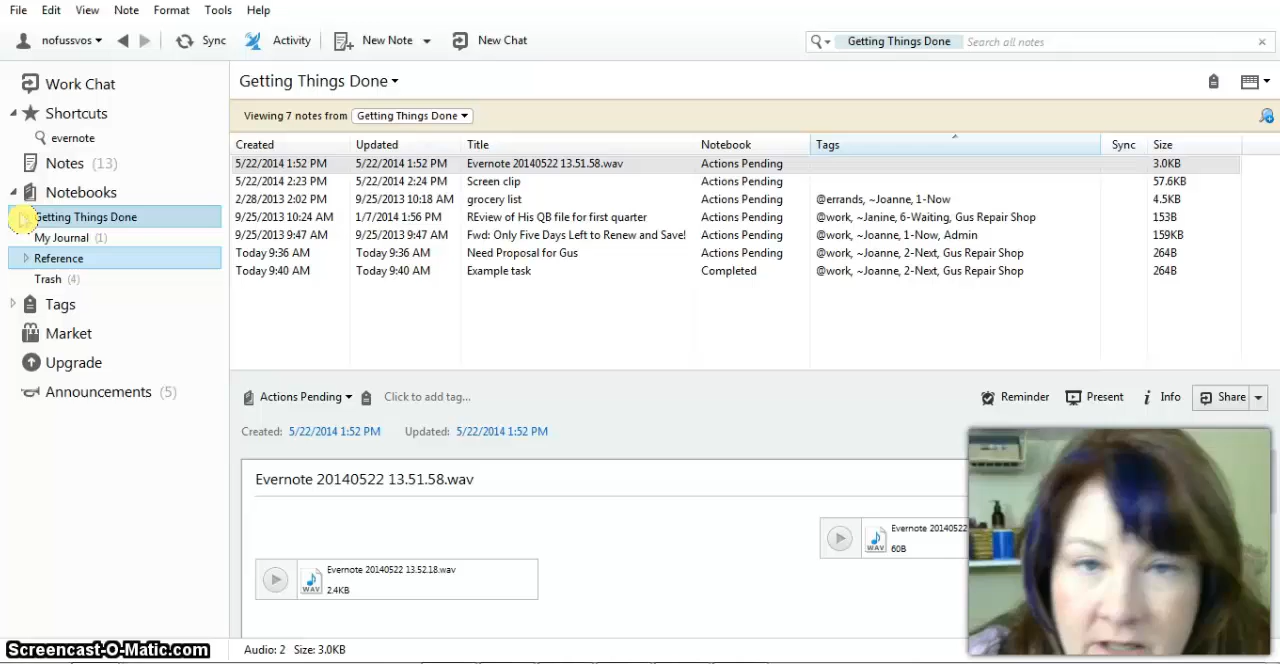 File Edit View Note Format Tools Help
nofussvos Sync Activity New Note New Chat Getting Things Done Search all notes
Work Chat
Shortcuts
evernote
Notes (13)
Notebooks
Getting Things Done
My Journal (1)
Reference
Trash (4)
Tags
Market
Upgrade
Announcements (5)
Getting Things Done
Viewing 7 notes from Getting Things Done
Created Updated Title Notebook Tags Sync Size
5/22/2014 1:52 PM 5/22/2014 1:52 PM Evernote 20140522 13.51.58.wav Actions Pending 3.0KB
5/22/2014 2:23 PM 5/22/2014 2:24 PM Screen clip Actions Pending 57.6KB
2/28/2013 2:02 PM 9/25/2013 10:18 AM grocery list Actions Pending @errands, ~Joanne, 1-Now 4.5KB
9/25/2013 10:24 AM 1/7/2014 1:56 PM REview of His QB file for first quarter Actions Pending @work, ~Janine, 6-Waiting, Gus Repair Shop 153B
9/25/2013 9:47 AM 9/25/2013 9:47 AM Fwd: Only Five Days Left to Renew and Save! Actions Pending @work, ~Joanne, 1-Now, Admin 159KB
Today 9:36 AM Today 9:36 AM Need Proposal for Gus Actions Pending @work, ~Joanne, 2-Next, Gus Repair Shop 264B
Today 9:40 AM Today 9:40 AM Example task Completed @work, ~Joanne, 2-Next, Gus Repair Shop 264B
Actions Pending Click to add tag... Reminder Present Info Share
Created: 5/22/2014 1:52 PM Updated: 5/22/2014 1:52 PM
Evernote 20140522 13.51.58.wav
WAV Evernote 2014052
60B
WAV Evernote 20140522 13.52.18.wav
2.4KB
Screencast-O-Matic.com Audio: 2 Size: 3.0KB